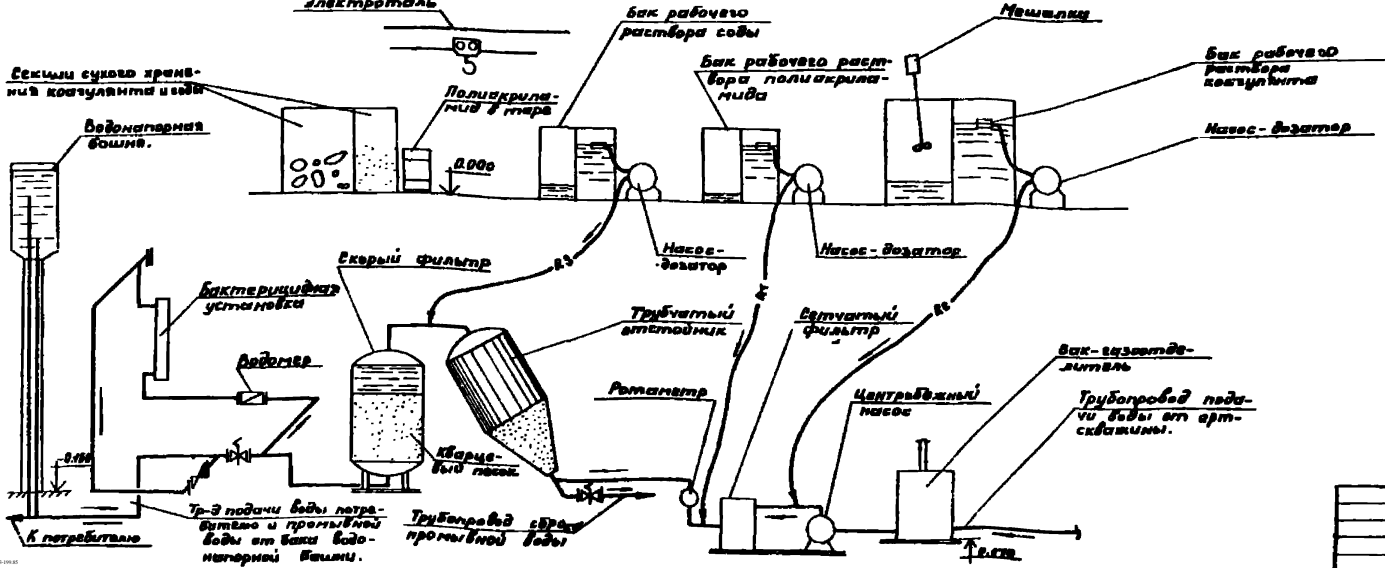 Электроталь
Бак рабочего
раствора соды
Мешалка
Секции сухого хране-
ния коагулянта и соды
Полиакрила-
мид в таре
Бак рабочего раст-
вора полиакрила-
мида
Бак рабочего
раствора
коагулянта
Водонапорная
башня.
0.000
Насос-дозатор
Насос-
дозатор
Насос-дозатор
Скорый фильтр
Бактерицидная
установка
Трубчатый
отстойник
Сетчатый
фильтр
Водомер
Ротаметр
Центробежный
насос
Бак-газоотде-
литель
Трубопровод пода-
чи воды от арт-
скважины.
Кварце-
вый песок
Тр-д подачи воды потре-
бителю и промывной
воды от бака водо-
напорной башни.
Трубопровод сбро
промывной воды
К потребителю